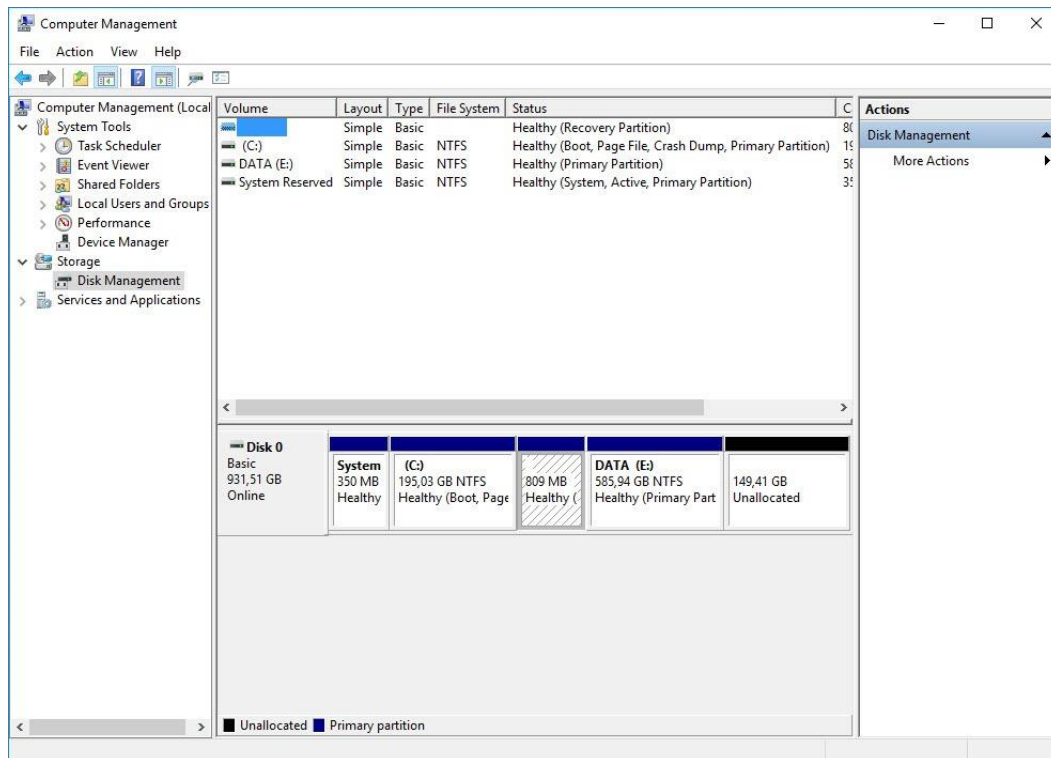 Computer Management
File Action View Help
Computer Management (Local
System Tools
Task Scheduler
Event Viewer
Shared Folders
Local Users and Groups
Performance
Device Manager
Storage
Disk Management
Services and Applications
Volume Layout Type File System Status C
Simple Basic Healthy (Recovery Partition) 80
(C:) Simple Basic NTFS Healthy (Boot, Page File, Crash Dump, Primary Partition) 19
DATA (E:) Simple Basic NTFS Healthy (Primary Partition) 58
System Reserved Simple Basic NTFS Healthy (System, Active, Primary Partition) 35
Disk 0
Basic
931,51 GB
Online
System
350 MB
Healthy
(C:)
195,03 GB NTFS
Healthy (Boot, Page
809 MB
Healthy (
DATA (E:)
585,94 GB NTFS
Healthy (Primary Part
149,41 GB
Unallocated
Unallocated Primary partition
Actions
Disk Management
More Actions